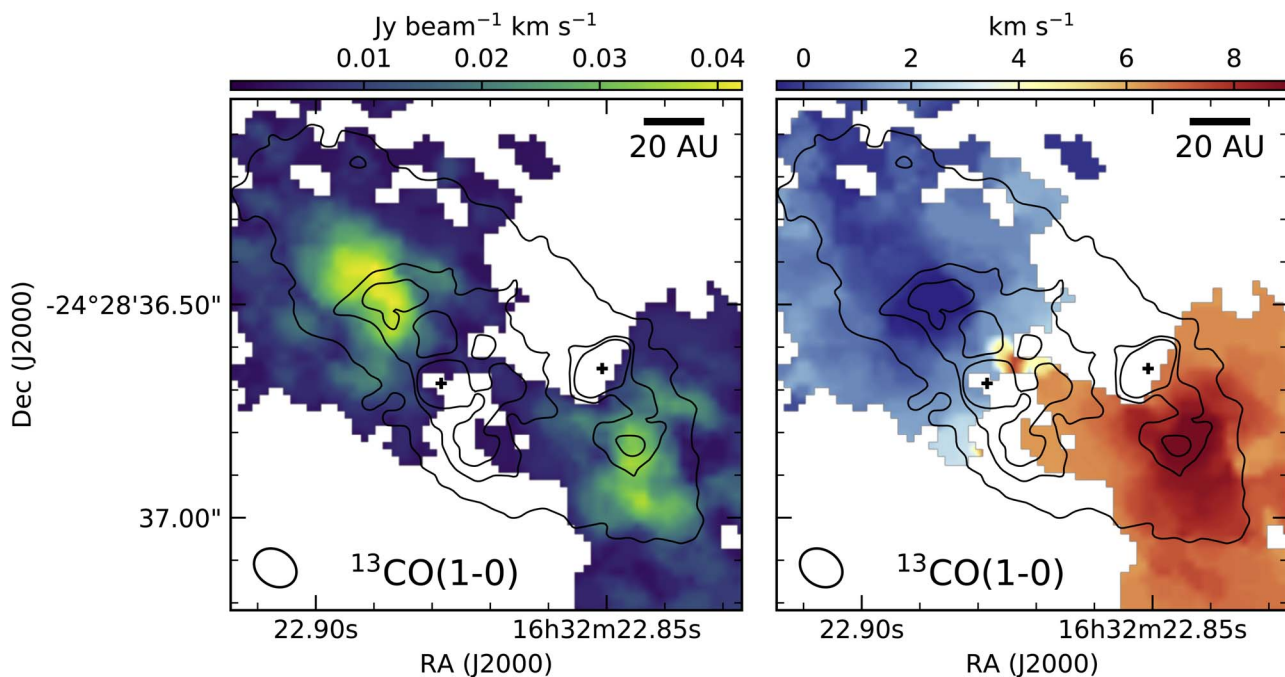 Jy beam⁻¹ km s⁻¹
0.01 0.02 0.03 0.04
km s⁻¹
0 2 4 6 8
20 AU
20 AU
-24°28'36.50"
37.00"
Dec (J2000)
¹³CO(1-0)
¹³CO(1-0)
22.90s 16h32m22.85s
22.90s 16h32m22.85s
RA (J2000)
RA (J2000)